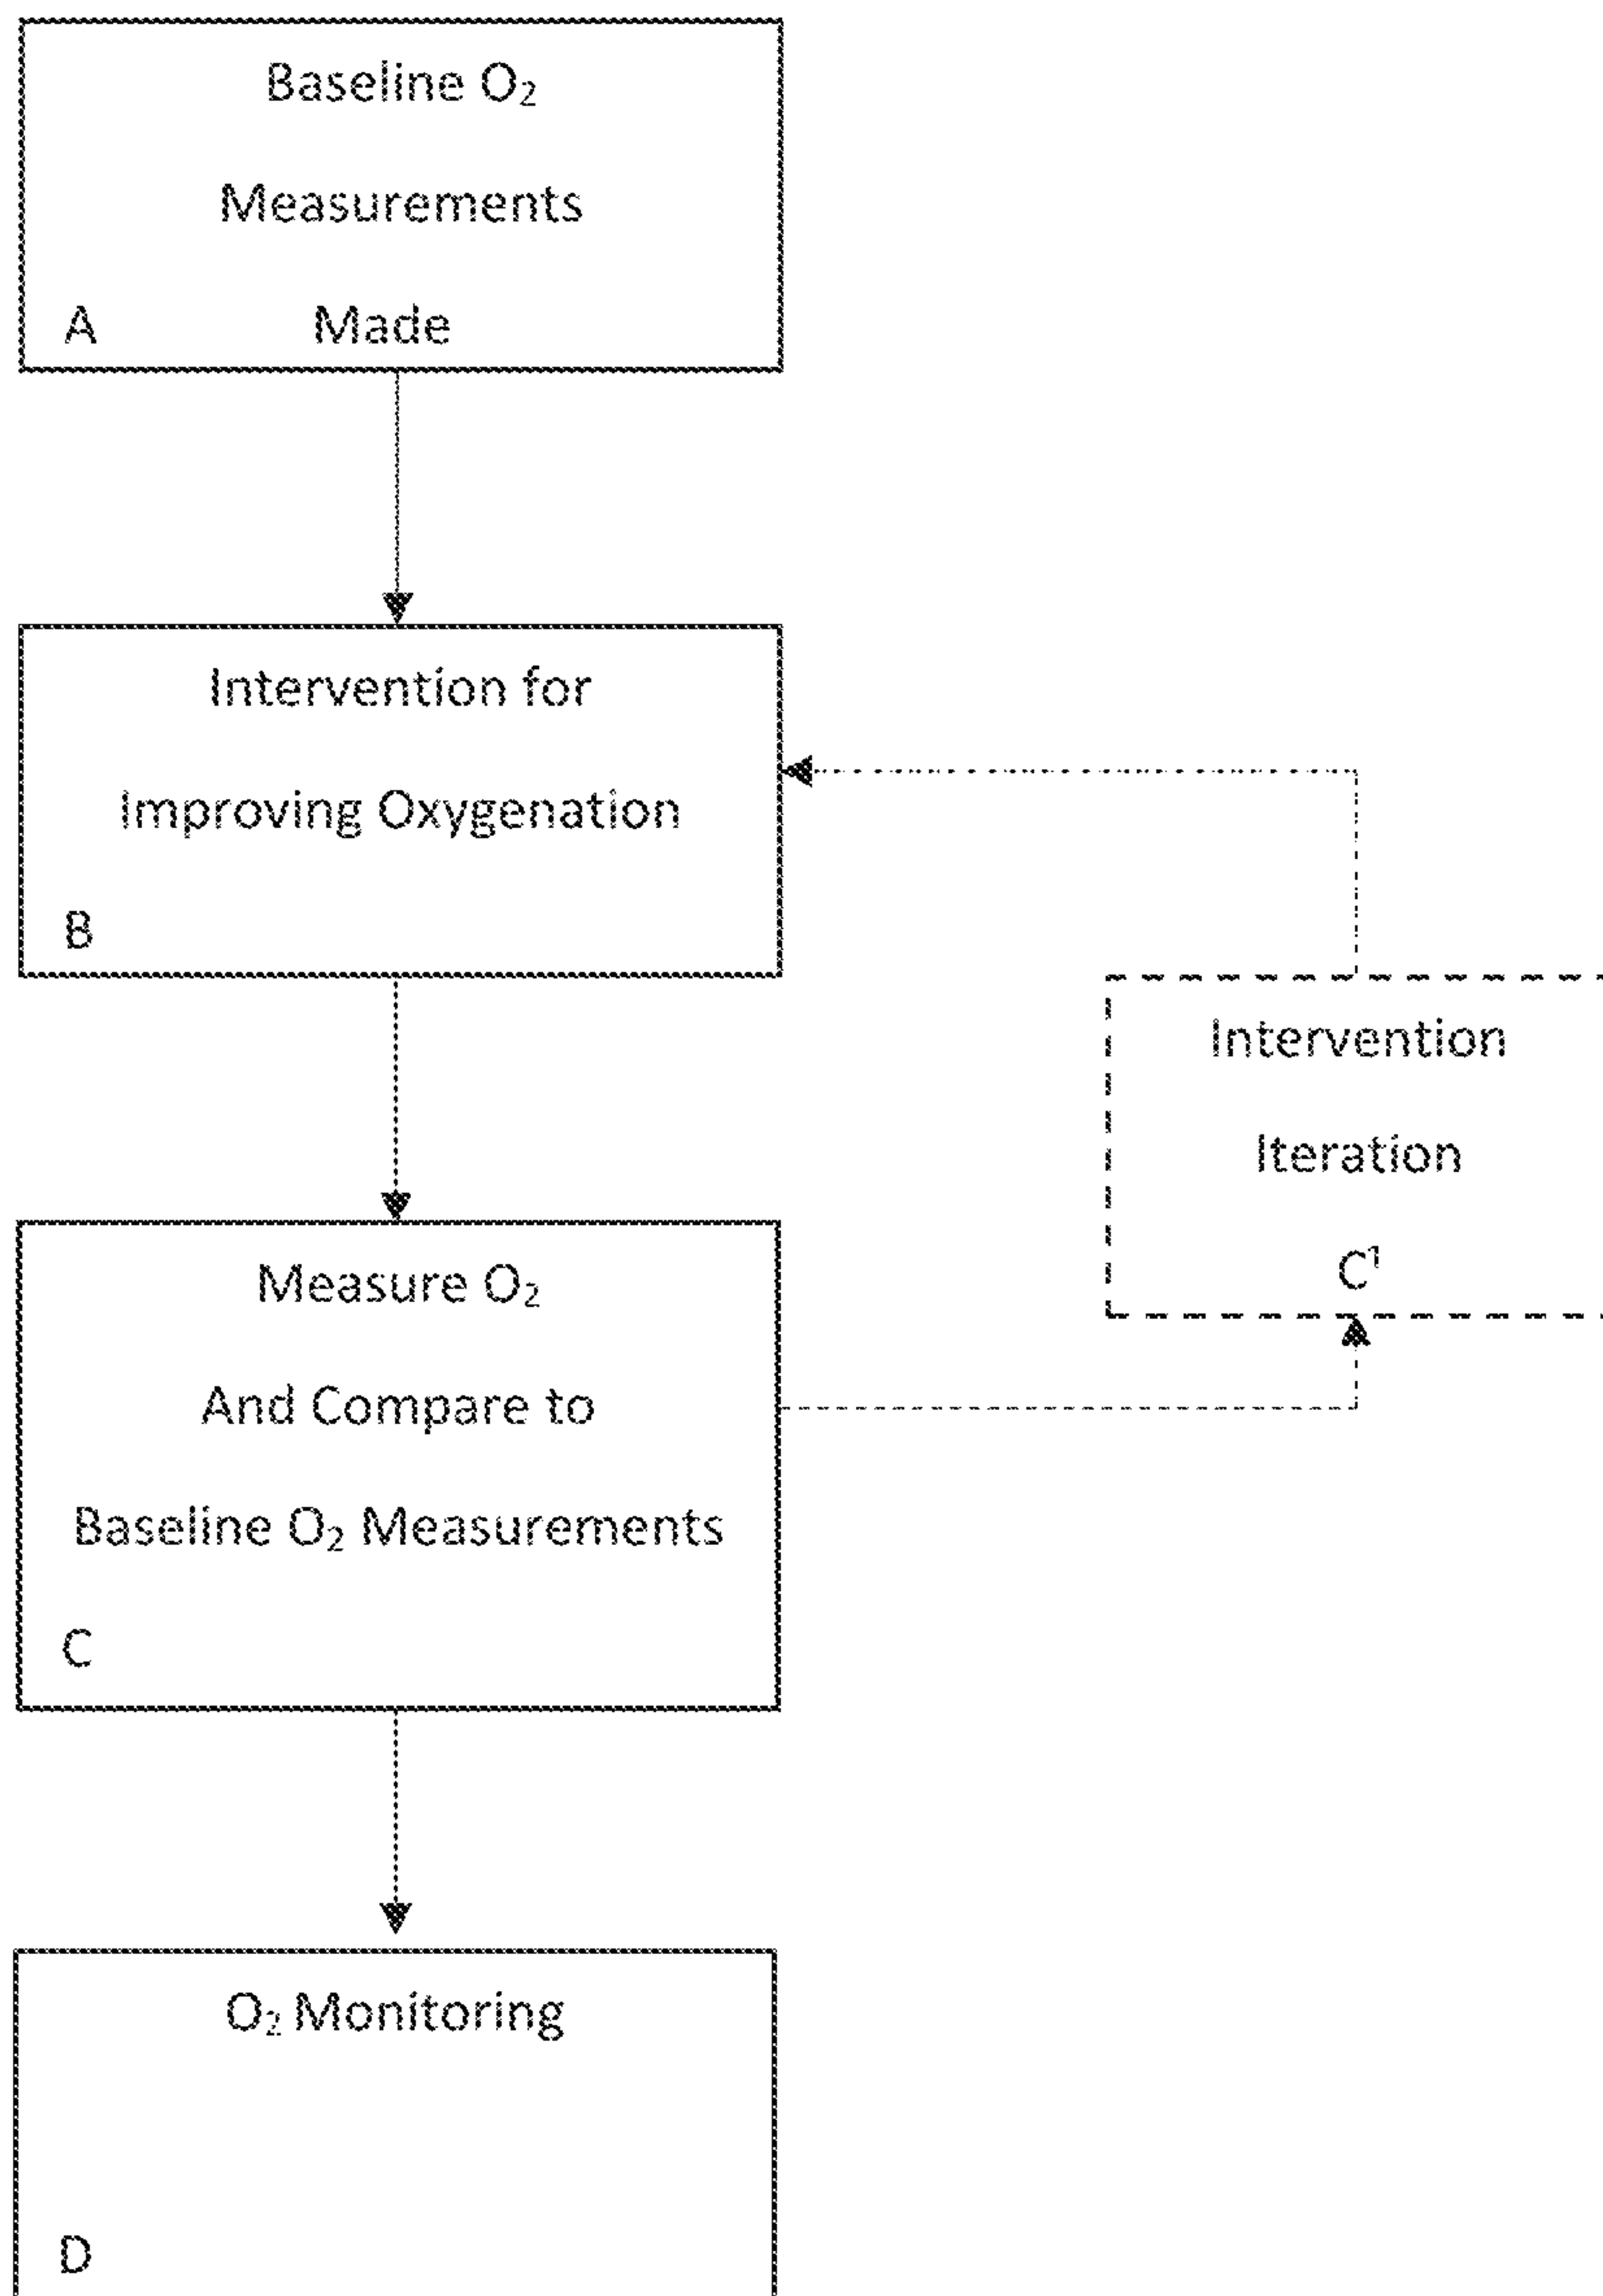 Baseline O₂
Measurements
A Made
Intervention for
Improving Oxygenation
B
Intervention
Iteration
C¹
Measure O₂
And Compare to
Baseline O₂ Measurements
C
O₂ Monitoring
D